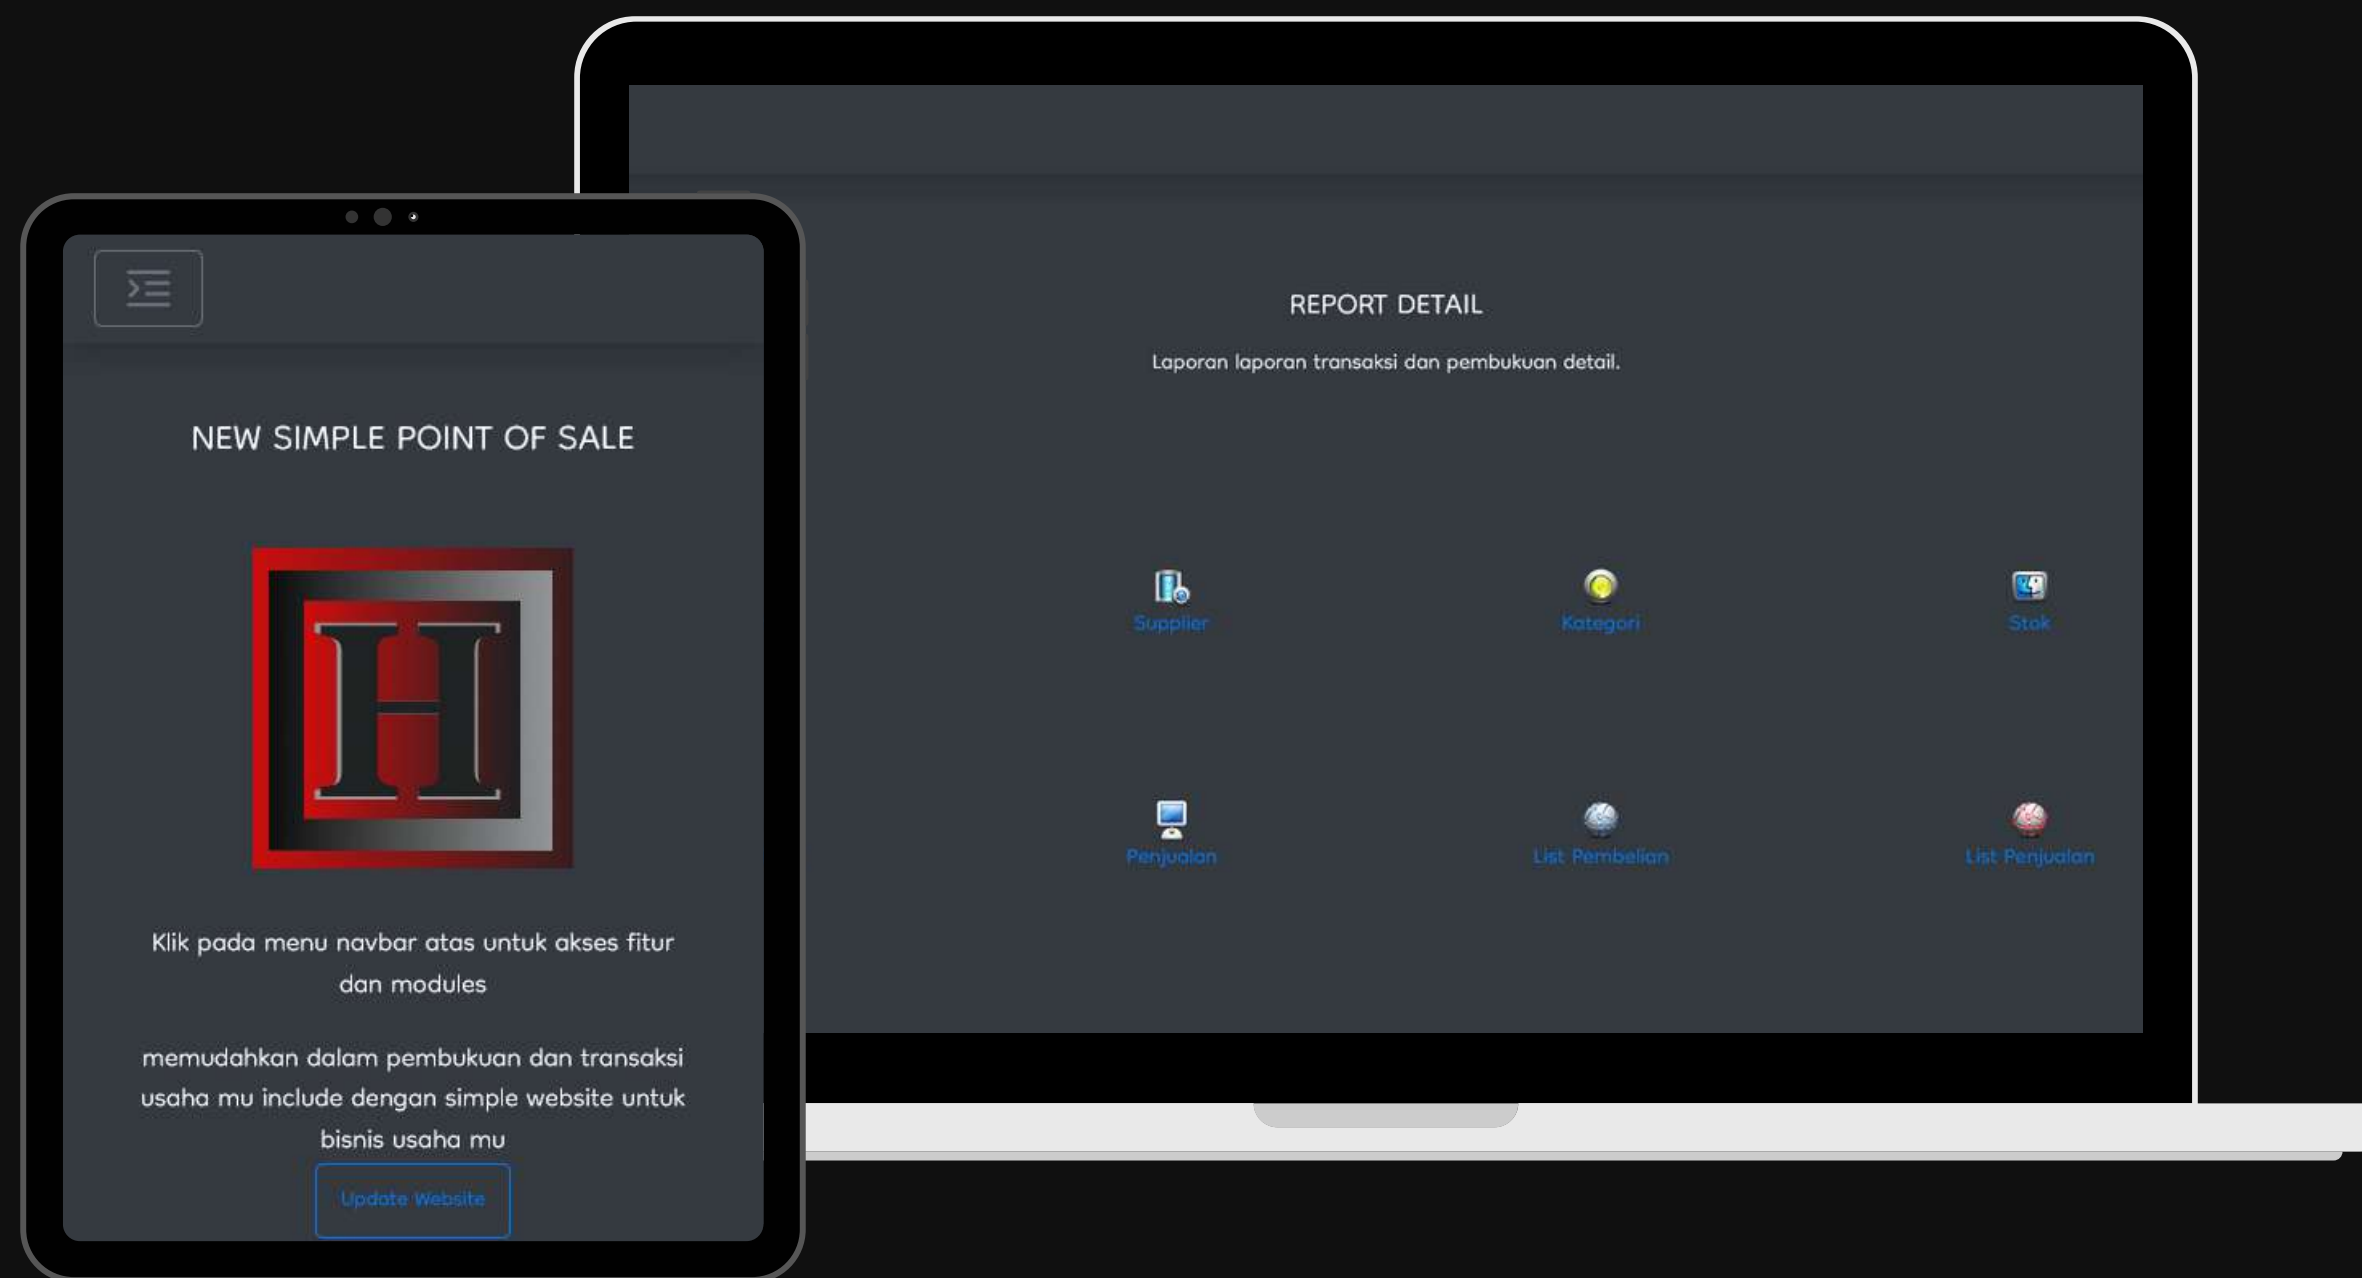 NEW SIMPLE POINT OF SALE
H
Klik pada menu navbar atas untuk akses fitur
dan modules
memudahkan dalam pembukuan dan transaksi
usaha mu include dengan simple website untuk
bisnis usaha mu
Update Website
REPORT DETAIL
Laporan laporan transaksi dan pembukuan detail.
Supplier
Kategori
Stok
Penjualan
List Pembelian
List Penjualan